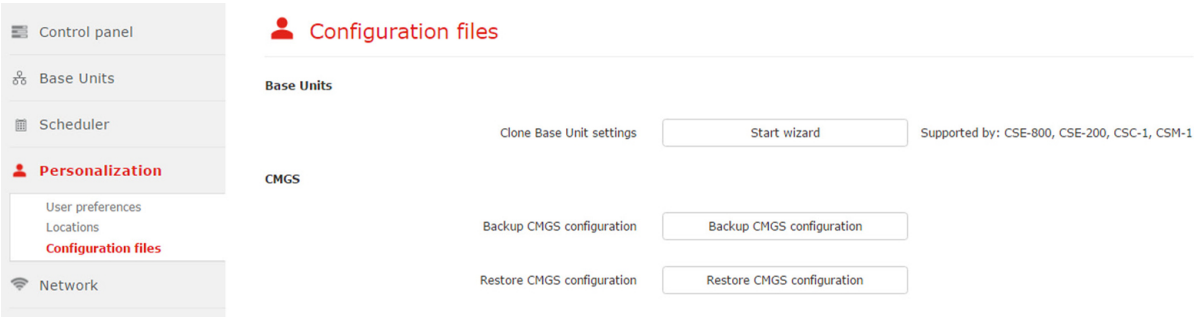 Control panel
Base Units
Scheduler
Personalization
User preferences
Locations
Configuration files
Network
Configuration files
Base Units
Clone Base Unit settings Start wizard Supported by: CSE-800, CSE-200, CSC-1, CSM-1
CMGS
Backup CMGS configuration Backup CMGS configuration
Restore CMGS configuration Restore CMGS configuration